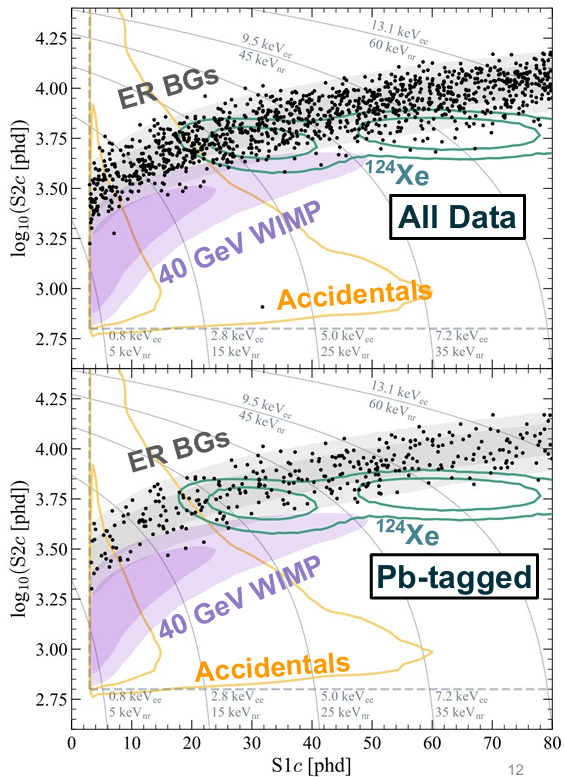 4.25
4.00
3.75
3.50
3.25
3.00
2.75
log₁₀(S2c [phd])
9.5 keVₑₑ
45 keVₙᵣ
13.1 keVₑₑ
60 keVₙᵣ
ER BGs
¹²⁴Xe
All Data
40 GeV WIMP
Accidentals
0.8 keVₑₑ
5 keVₙᵣ
2.8 keVₑₑ
15 keVₙᵣ
5.0 keVₑₑ
25 keVₙᵣ
7.2 keVₑₑ
35 keVₙᵣ
4.25
4.00
3.75
3.50
3.25
3.00
2.75
log₁₀(S2c [phd])
9.5 keVₑₑ
45 keVₙᵣ
13.1 keVₑₑ
60 keVₙᵣ
ER BGs
¹²⁴Xe
Pb-tagged
40 GeV WIMP
Accidentals
0.8 keVₑₑ
5 keVₙᵣ
2.8 keVₑₑ
15 keVₙᵣ
5.0 keVₑₑ
25 keVₙᵣ
7.2 keVₑₑ
35 keVₙᵣ
0 10 20 30 40 50 60 70 80
S1c [phd]
12